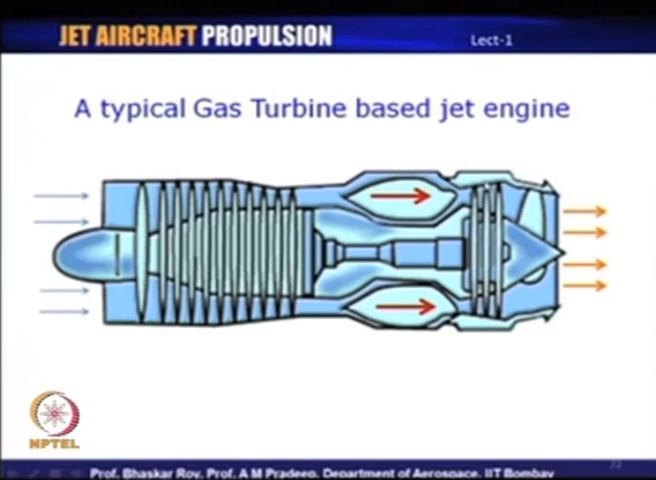 JET AIRCRAFT PROPULSION
Lect-1
A typical Gas Turbine based jet engine
NPTEL
Prof. Bhaskar Roy, Prof. A M Pradeep, Department of Aerospace, IIT Bombay